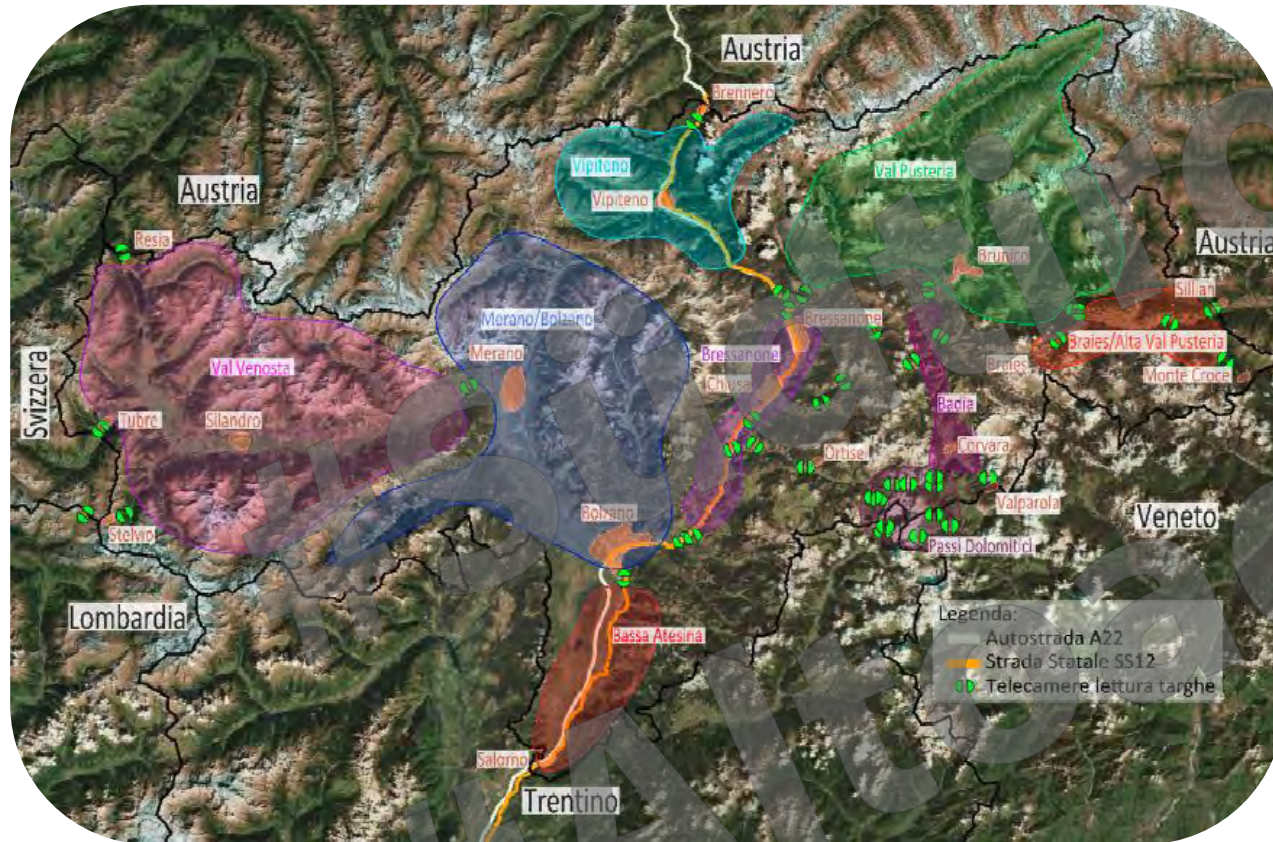 Austria
Brennero
Vipiteno
Vipiteno
Val Pusteria
Austria
Resia
Austria
Brunico
Sillian
Merano/Bolzano
Bressanone
Braies/Alta Val Pusteria
Bressanone
Merano
Val Venosta
Braies
Monte Croce
Chiusa
Svizzera
Tubre
Silandro
Badia
Corvara
Ortisei
Valparola
Stelvio
Bolzano
Veneto
Passi Dolomitici
Lombardia
Bassa Atesina
Legenda:
Autostrada A22
Strada Statale SS12
Telecamere lettura targhe
Salorno
Trentino